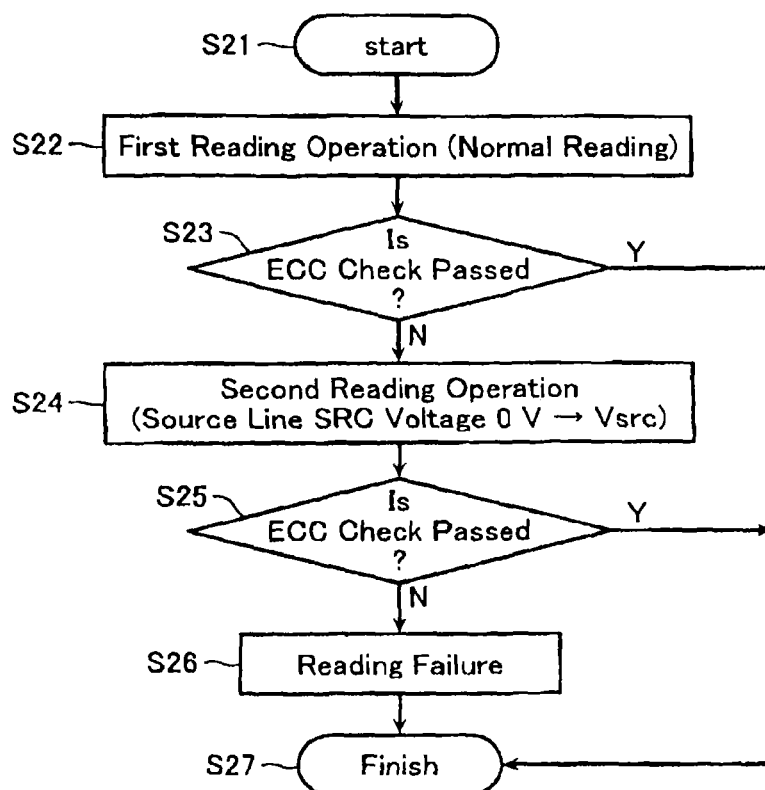 S21
start
S22
First Reading Operation (Normal Reading)
S23
Is
ECC Check Passed
?
Y
N
S24
Second Reading Operation
(Source Line SRC Voltage 0 V → Vsrc)
S25
Is
ECC Check Passed
?
Y
N
S26
Reading Failure
S27
Finish